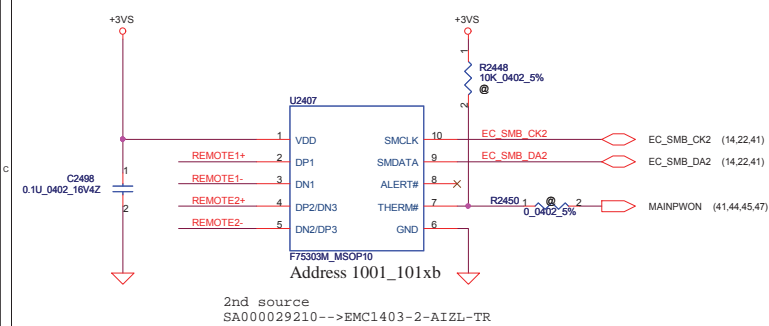 +3VS
+3VS
R2448
10K_0402_5%
@
1
2
U2407
1 VDD SMCLK 10 EC_SMB_CK2 EC_SMB_CK2 (14,22,41)
REMOTE1+ 2 DP1 SMDATA 9 EC_SMB_DA2 EC_SMB_DA2 (14,22,41)
REMOTE1- 3 DN1 ALERT# 8
REMOTE2+ 4 DP2/DN3 THERM# 7 R2450 1 @ 2 MAINPWON (41,44,45,47)
0_0402_5%
REMOTE2- 5 DN2/DP3 GND 6
C
C2498
0.1U_0402_16V4Z
1
2
F75303M_MSOP10
Address 1001_101xb
2nd source
SA000029210-->EMC1403-2-AIZL-TR